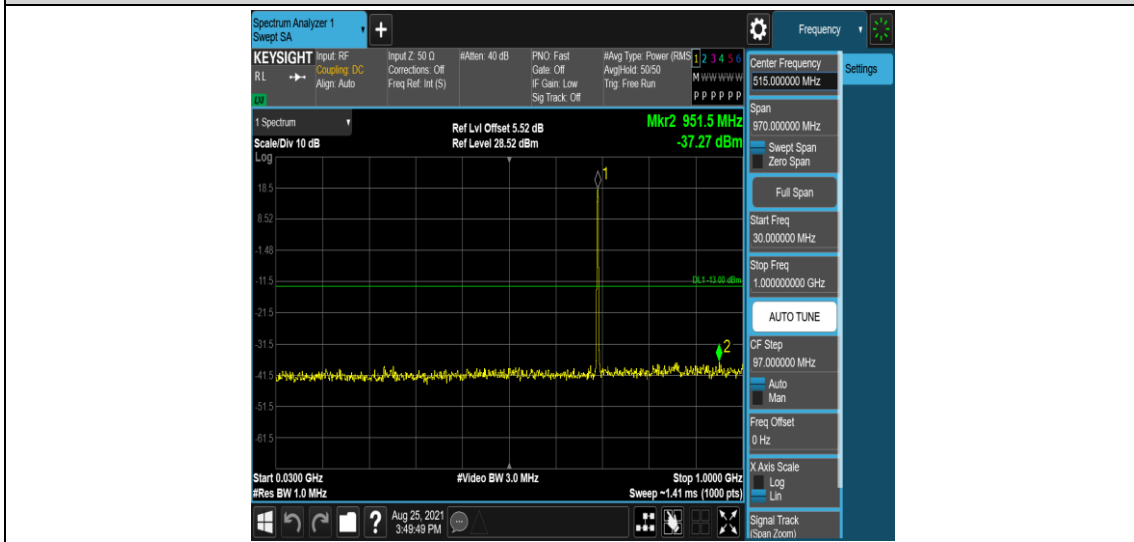 Spectrum Analyzer 1
Swept SA
+
Frequency
KEYSIGHT
RL
LXI
Input: RF
Coupling: DC
Align: Auto
Input Z: 50 Ω
Corrections: Off
Freq Ref: Int (S)
#Atten: 40 dB
PNO: Fast
Gate: Off
IF Gain: Low
Sig Track: Off
#Avg Type: Power (RMS
Avg|Hold: 50/50
Trig: Free Run
1 2 3 4 5 6
M W W W W W
P P P P P P
1 Spectrum
Scale/Div 10 dB
Log
Ref Lvl Offset 5.52 dB
Ref Level 28.52 dBm
Mkr2 951.5 MHz
-37.27 dBm
1
18.5
8.52
-1.48
-11.5
DL1 -13.00 dBm
-21.5
-31.5
2
-41.5
-51.5
-61.5
Start 0.0300 GHz
#Res BW 1.0 MHz
#Video BW 3.0 MHz
Stop 1.0000 GHz
Sweep ~1.41 ms (1000 pts)
?
Aug 25, 2021
3:49:49 PM
Center Frequency
515.000000 MHz
Settings
Span
970.000000 MHz
Swept Span
Zero Span
Full Span
Start Freq
30.000000 MHz
Stop Freq
1.000000000 GHz
AUTO TUNE
CF Step
97.000000 MHz
Auto
Man
Freq Offset
0 Hz
X Axis Scale
Log
Lin
Signal Track
(Span Zoom)